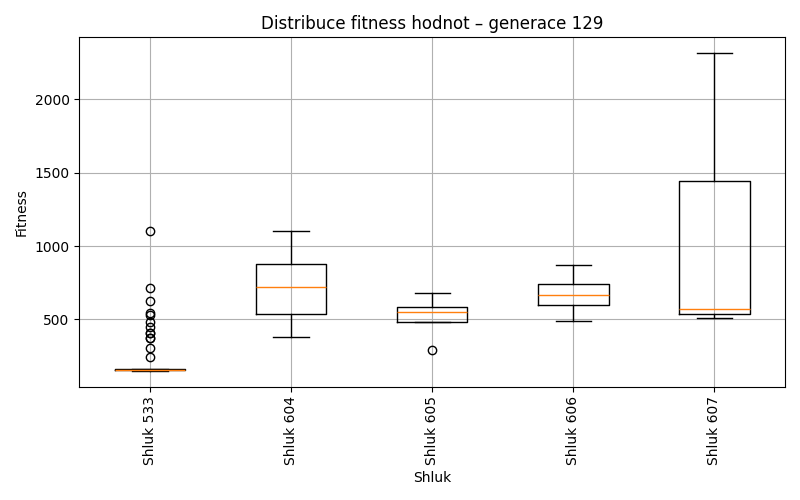 Distribuce fitness hodnot – generace 129
Fitness
2000
1500
1000
500
Shluk 533
Shluk 604
Shluk 605
Shluk 606
Shluk 607
Shluk